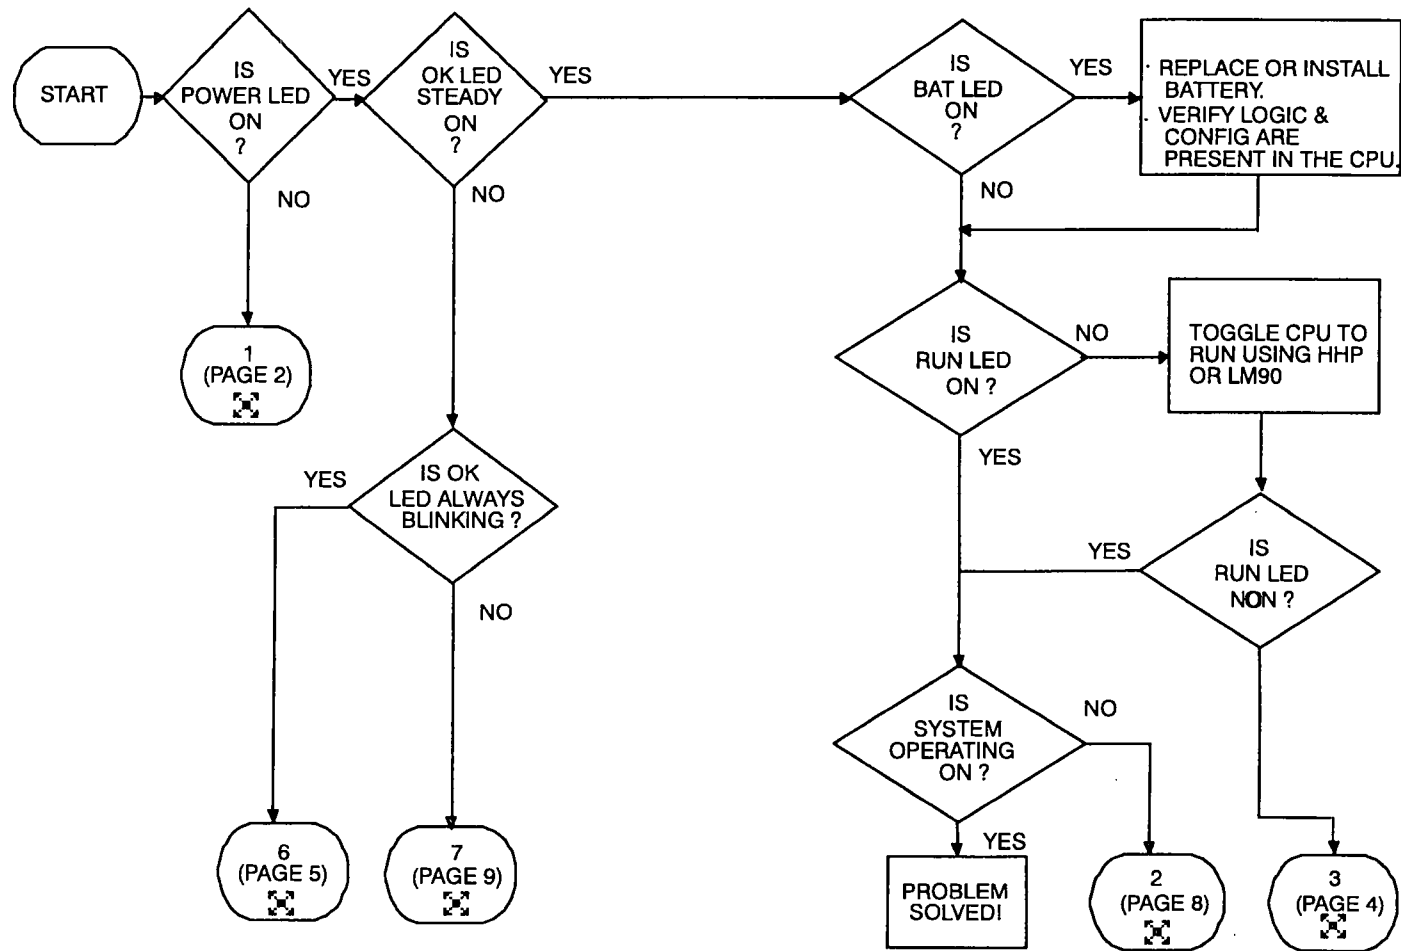 START
IS
POWER LED
ON
?
YES
NO
1
(PAGE 2)
IS
OK LED
STEADY
ON
?
YES
NO
IS OK
LED ALWAYS
BLINKING ?
YES
NO
6
(PAGE 5)
7
(PAGE 9)
IS
BAT LED
ON
?
YES
NO
· REPLACE OR INSTALL
BATTERY.
· VERIFY LOGIC &
CONFIG ARE
PRESENT IN THE CPU.
IS
RUN LED
ON ?
NO
YES
TOGGLE CPU TO
RUN USING HHP
OR LM90
IS
RUN LED
NON ?
YES
IS
SYSTEM
OPERATING
ON ?
NO
YES
PROBLEM
SOLVED!
2
(PAGE 8)
3
(PAGE 4)